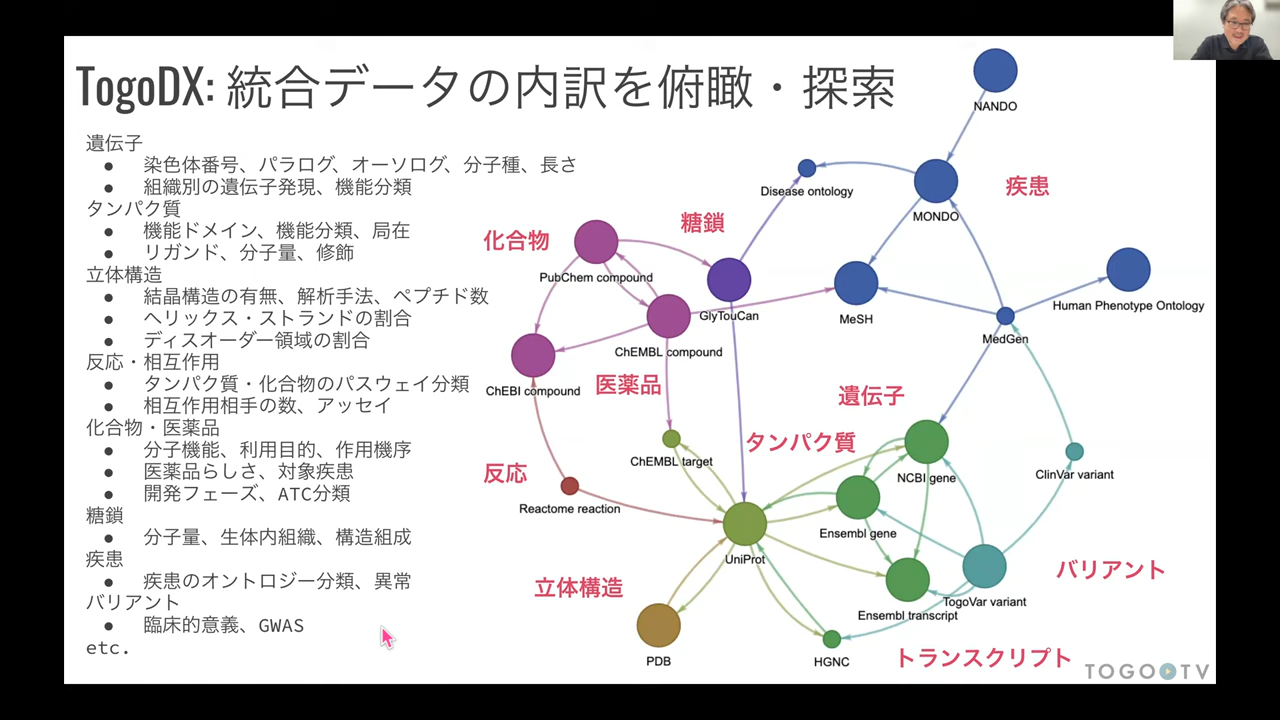 TogoDX: 統合データの内訳を俯瞰・探索
遺伝子
● 染色体番号、パラログ、オーソログ、分子種、長さ
● 組織別の遺伝子発現、機能分類
タンパク質
● 機能ドメイン、機能分類、局在
● リガンド、分子量、修飾
立体構造
● 結晶構造の有無、解析手法、ペプチド数
● ヘリックス・ストランドの割合
● ディスオーダー領域の割合
反応・相互作用
● タンパク質・化合物のパスウェイ分類
● 相互作用相手の数、アッセイ
化合物・医薬品
● 分子機能、利用目的、作用機序
● 医薬品らしさ、対象疾患
● 開発フェーズ、ATC分類
糖鎖
● 分子量、生体内組織、構造組成
疾患
● 疾患のオントロジー分類、異常
バリアント
● 臨床的意義、GWAS
etc.
NANDO
Disease ontology
疾患
MONDO
糖鎖
化合物
PubChem compound
GlyTouCan
MeSH
Human Phenotype Ontology
MedGen
ChEMBL compound
ChEBI compound
医薬品
遺伝子
タンパク質
ChEMBL target
NCBI gene
ClinVar variant
反応
Reactome reaction
Ensembl gene
UniProt
バリアント
立体構造
TogoVar variant
Ensembl transcript
PDB
HGNC
トランスクリプト
TOGO TV